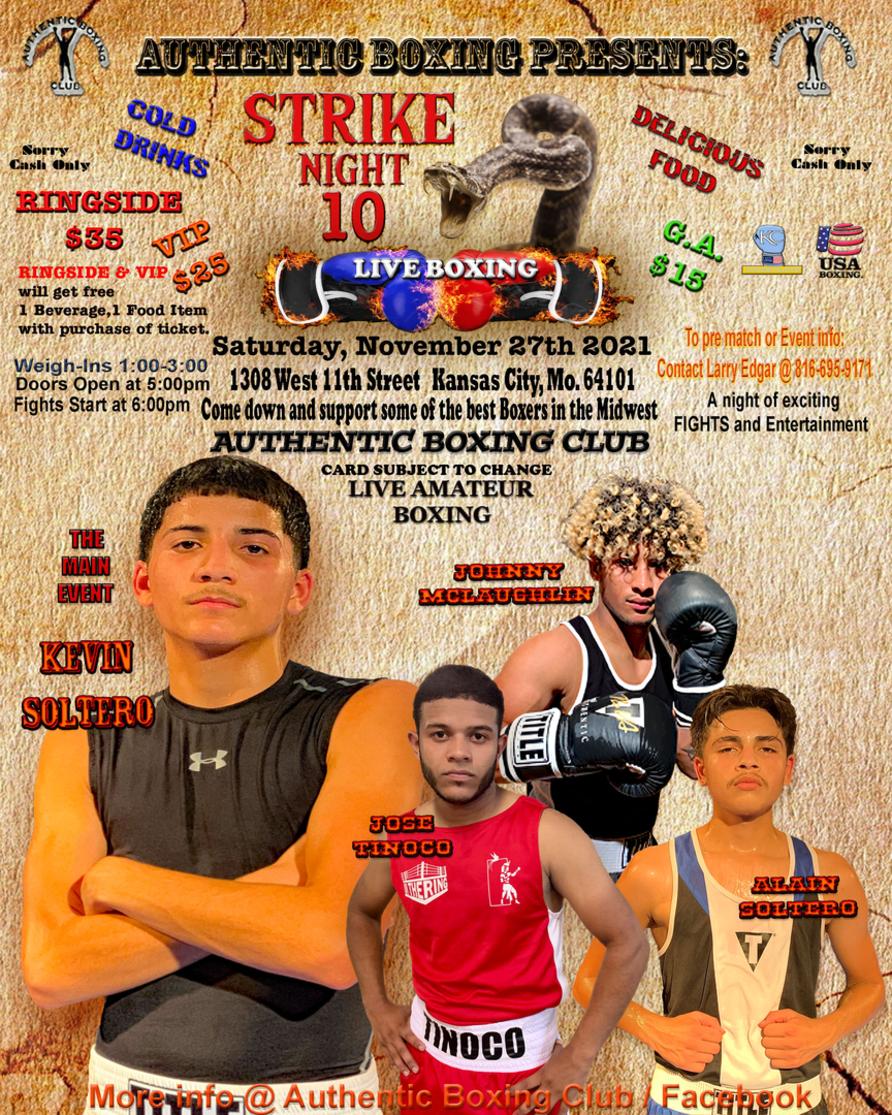 AUTHENTIC BOXING CLUB
AUTHENTIC BOXING PRESENTS:
AUTHENTIC BOXING CLUB
COLD
DRINKS
STRIKE
NIGHT
10
DELICIOUS
FOOD
Sorry
Cash Only
Sorry
Cash Only
RINGSIDE
$35
VIP
$25
G.A.
$15
KC
USA
BOXING.
RINGSIDE & VIP
will get free
1 Beverage,1 Food Item
with purchase of ticket.
LIVE BOXING
Weigh-Ins 1:00-3:00
Doors Open at 5:00pm
Fights Start at 6:00pm
Saturday, November 27th 2021
1308 West 11th Street Kansas City, Mo. 64101
Come down and support some of the best Boxers in the Midwest
AUTHENTIC BOXING CLUB
CARD SUBJECT TO CHANGE
LIVE AMATEUR
BOXING
To pre match or Event info:
Contact Larry Edgar @ 816-695-9171
A night of exciting
FIGHTS and Entertainment
THE
MAIN
EVENT
KEVIN
SOLTERO
JOHNNY
MCLAUGHLIN
TITLE
JOSE
TINOCO
THERING
ALAIN
SOLTERO
T
TINOCO
More info @ Authentic Boxing Club / Facebook